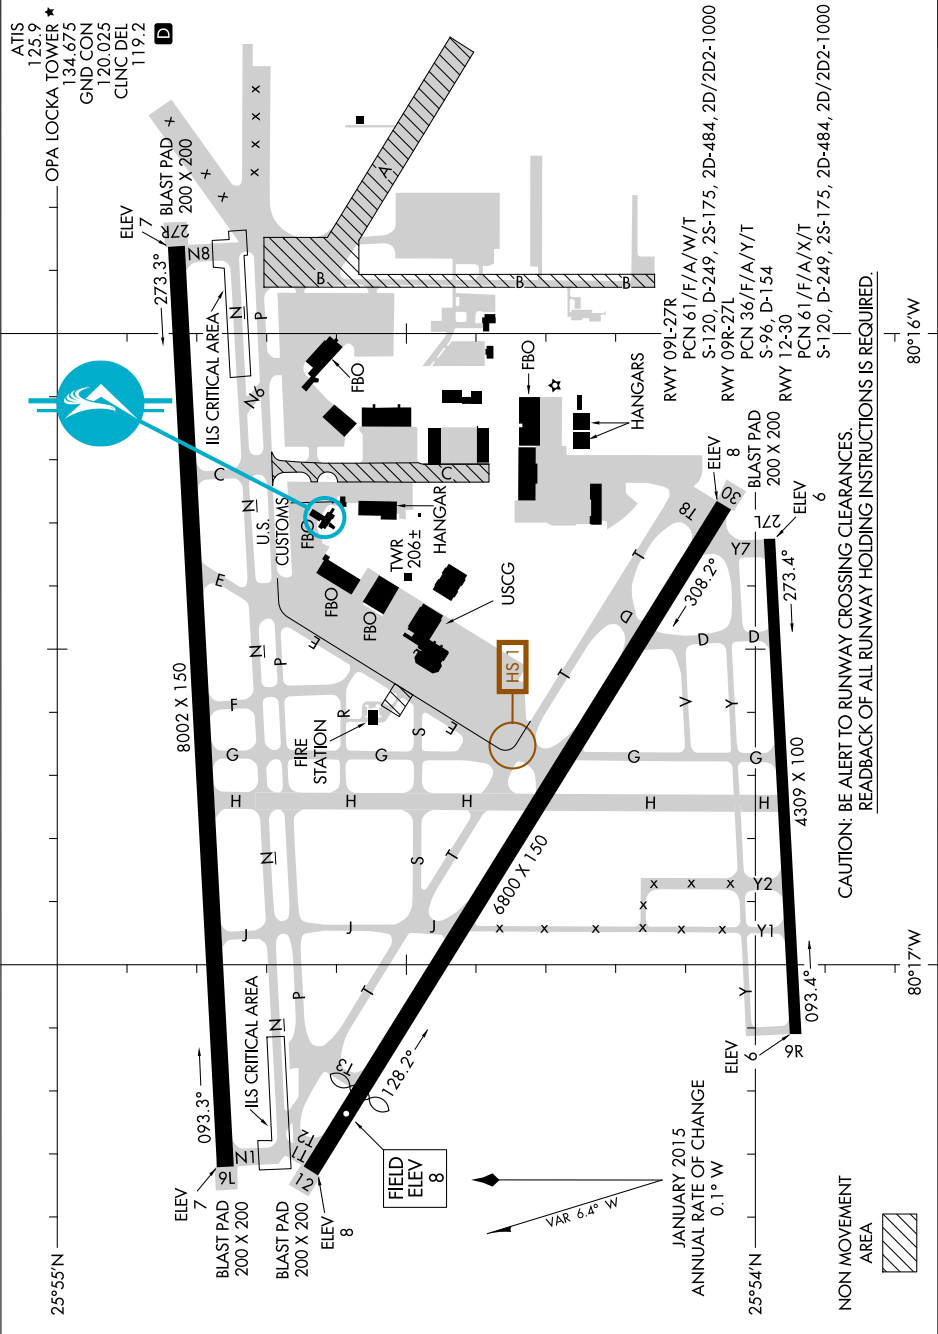 ATIS
125.9
OPA LOCKA TOWER ★
134.675
GND CON
120.025
CLNC DEL
119.2
D
ELEV
7
BLAST PAD
200 X 200
27R
273.3°
N8
X
X
X
X
X
X
X
A
B
B
B
ILS CRITICAL AREA
N
P
N6
C
N
U.S.
CUSTOMS
FBO
FBO
FBO
FBO
FBO
C
HANGAR
TWR
206±
USCG
HANGARS
RWY 09L-27R
PCN 61/F/A/W/T
S-120, D-249, 2S-175, 2D-484, 2D/2D2-1000
RWY 09R-27L
PCN 36/F/A/Y/T
S-96, D-154
RWY 12-30
PCN 61/F/A/X/T
S-120, D-249, 2S-175, 2D-484, 2D/2D2-1000
E
N
P
E
E
F
G
R
FIRE
STATION
G
S
8002 X 150
HS 1
T
T
D
T8
30
ELEV
8
BLAST PAD
200 X 200
308.2°
27L
ELEV
6
Y7
273.4°
D
D
V
Y
G
G
H
H
H
H
H
N
S
T
6800 X 150
4309 X 100
X
X
X
X
Y2
X
X
X
X
X
X
Y1
J
J
J
P
T
N
ILS CRITICAL AREA
093.3°
9L
N1
ELEV
7
BLAST PAD
200 X 200
T1
T2
T3
12
BLAST PAD
200 X 200
ELEV
8
128.2°
FIELD
ELEV
8
Y
093.4°
9R
ELEV
6
CAUTION: BE ALERT TO RUNWAY CROSSING CLEARANCES.
READBACK OF ALL RUNWAY HOLDING INSTRUCTIONS IS REQUIRED.
VAR 6.4° W
JANUARY 2015
ANNUAL RATE OF CHANGE
0.1° W
NON MOVEMENT
AREA
25°55'N
25°54'N
80°16'W
80°17'W